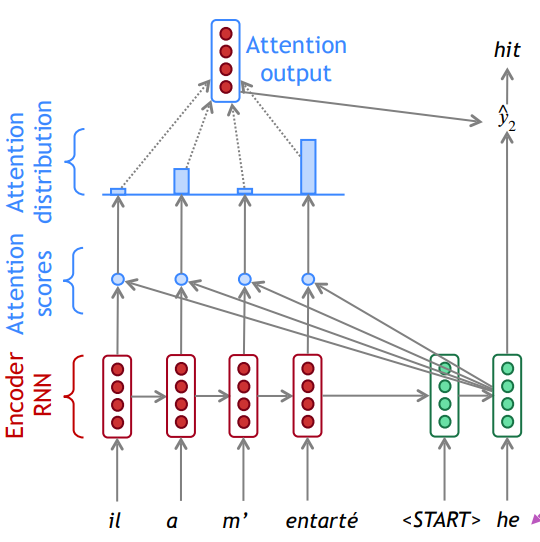 Attention
output
hit
ŷ2
Attention
distribution
Attention
scores
Encoder
RNN
il a m’ entarté <START> he